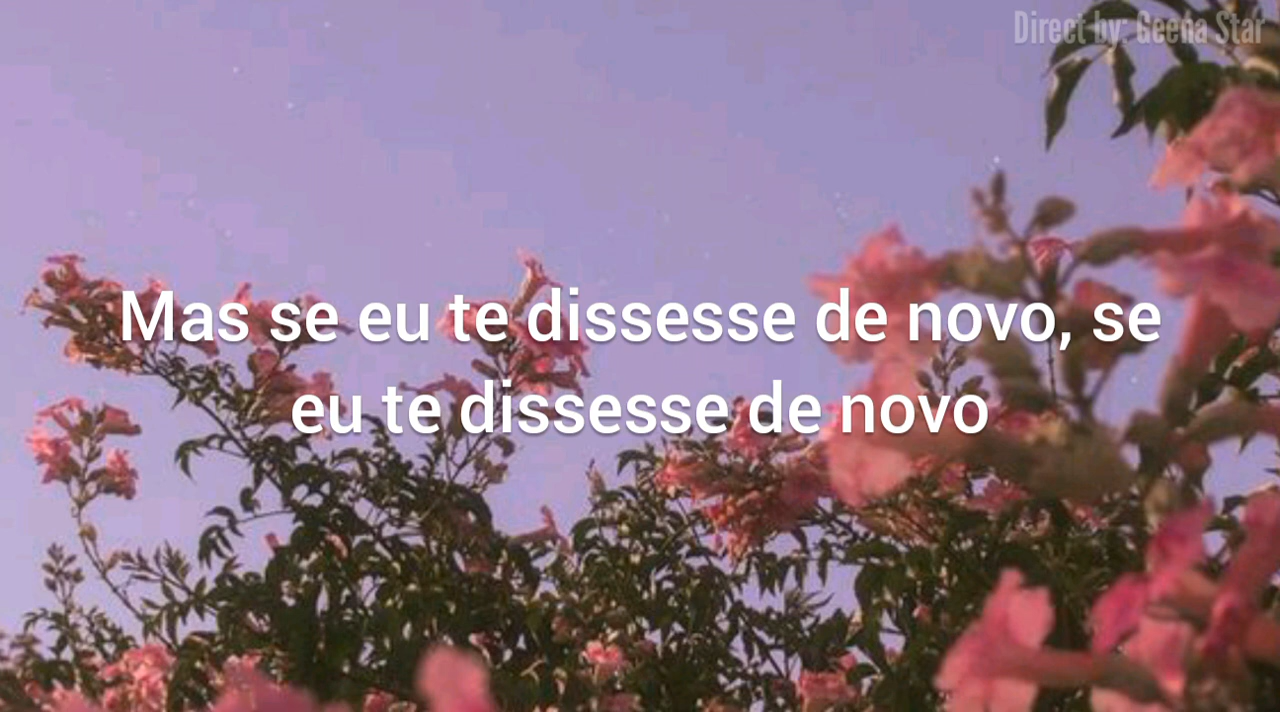 Direct by: Geena Star
Mas se eu te dissesse de novo, se
eu te dissesse de novo